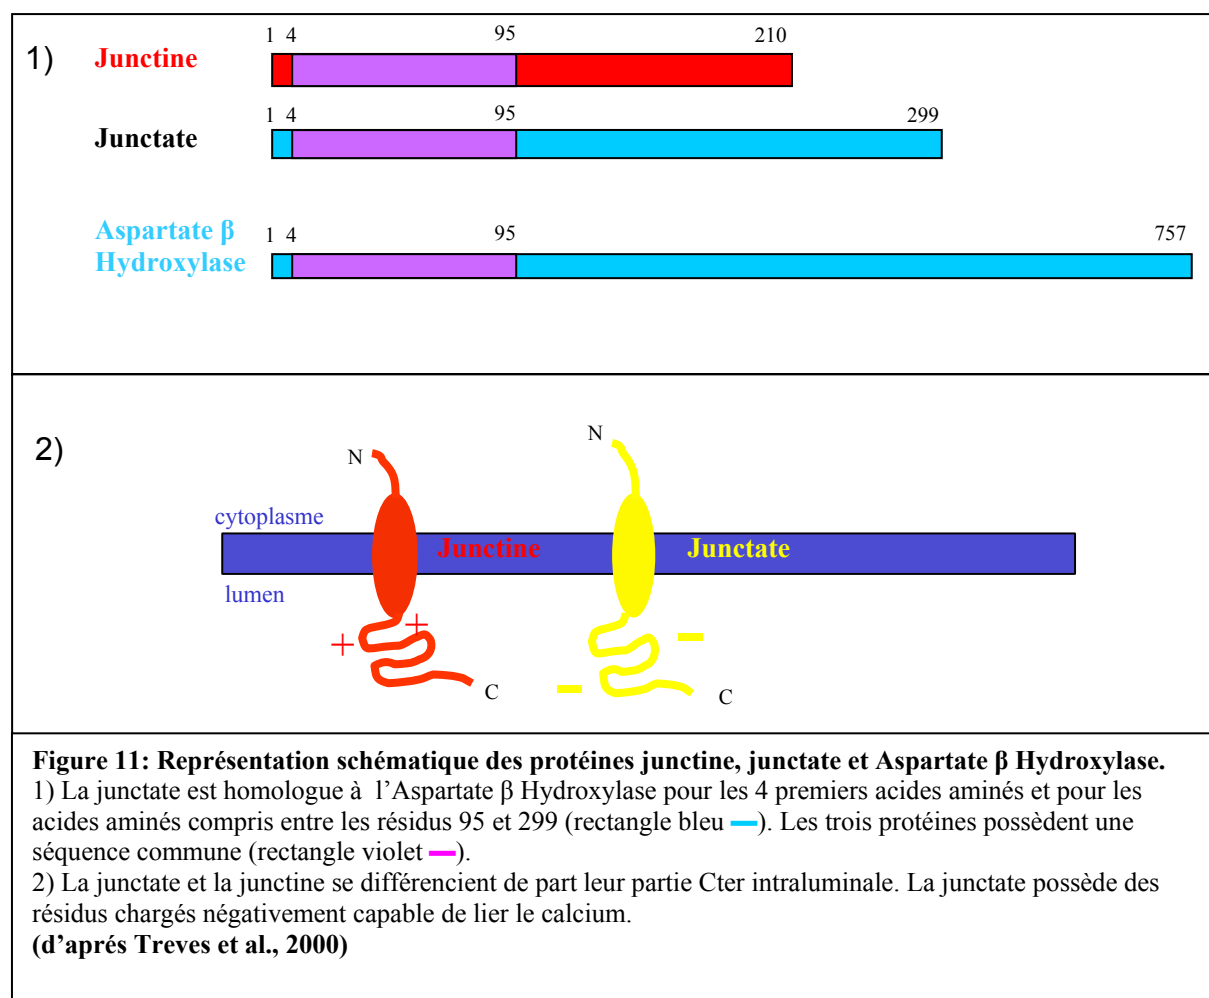 1)
1 4 95 210
Junctine
1 4 95 299
Junctate
Aspartate β
Hydroxylase
1 4 95 757
2)
N N
cytoplasme
Junctine Junctate
lumen
+ +
− −
C C
Figure 11: Représentation schématique des protéines junctine, junctate et Aspartate β Hydroxylase.
1) La junctate est homologue à l’Aspartate β Hydroxylase pour les 4 premiers acides aminés et pour les
acides aminés compris entre les résidus 95 et 299 (rectangle bleu —). Les trois protéines possèdent une
séquence commune (rectangle violet —).
2) La junctate et la junctine se différencient de part leur partie Cter intraluminale. La junctate possède des
résidus chargés négativement capable de lier le calcium.
(d’aprés Treves et al., 2000)